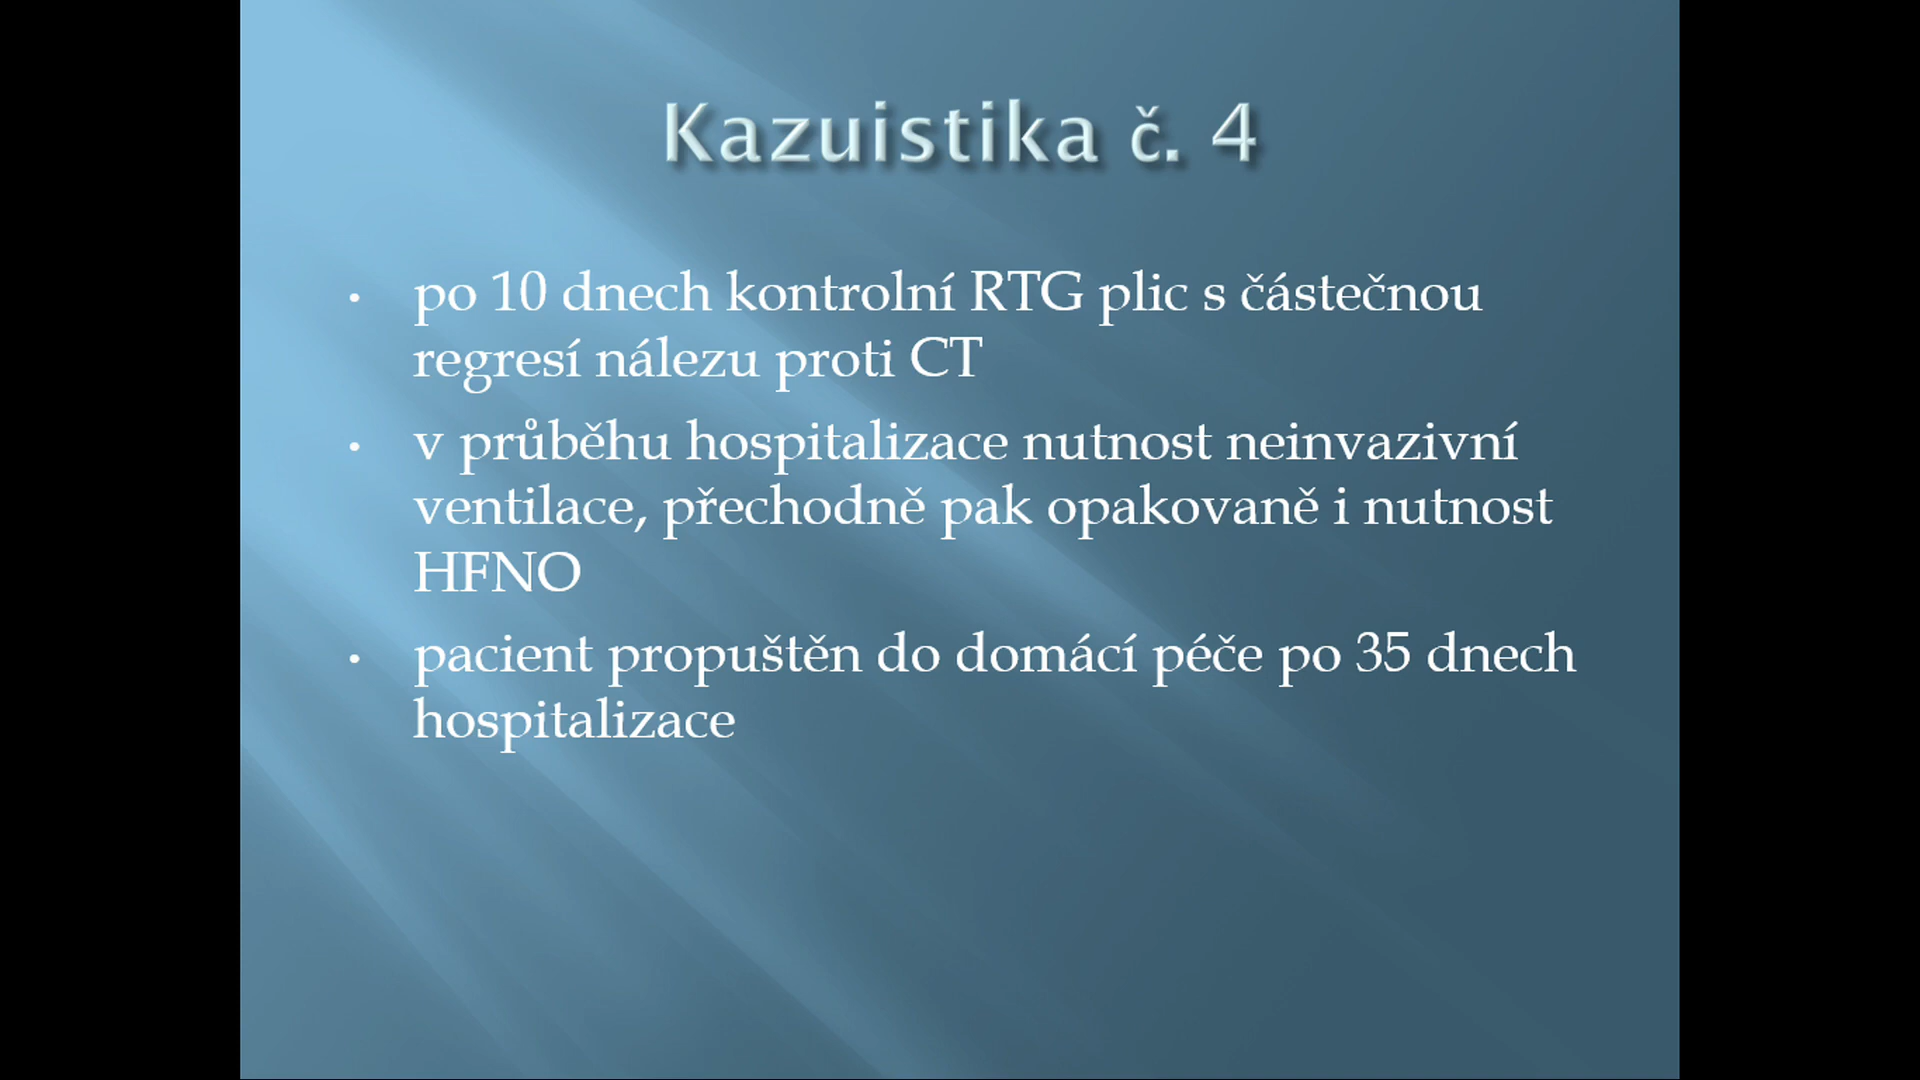 Kazuistika č. 4
• po 10 dnech kontrolní RTG plic s částečnou
regresí nálezu proti CT
• v průběhu hospitalizace nutnost neinvazivní
ventilace, přechodně pak opakovaně i nutnost
HFNO
• pacient propuštěn do domácí péče po 35 dnech
hospitalizace